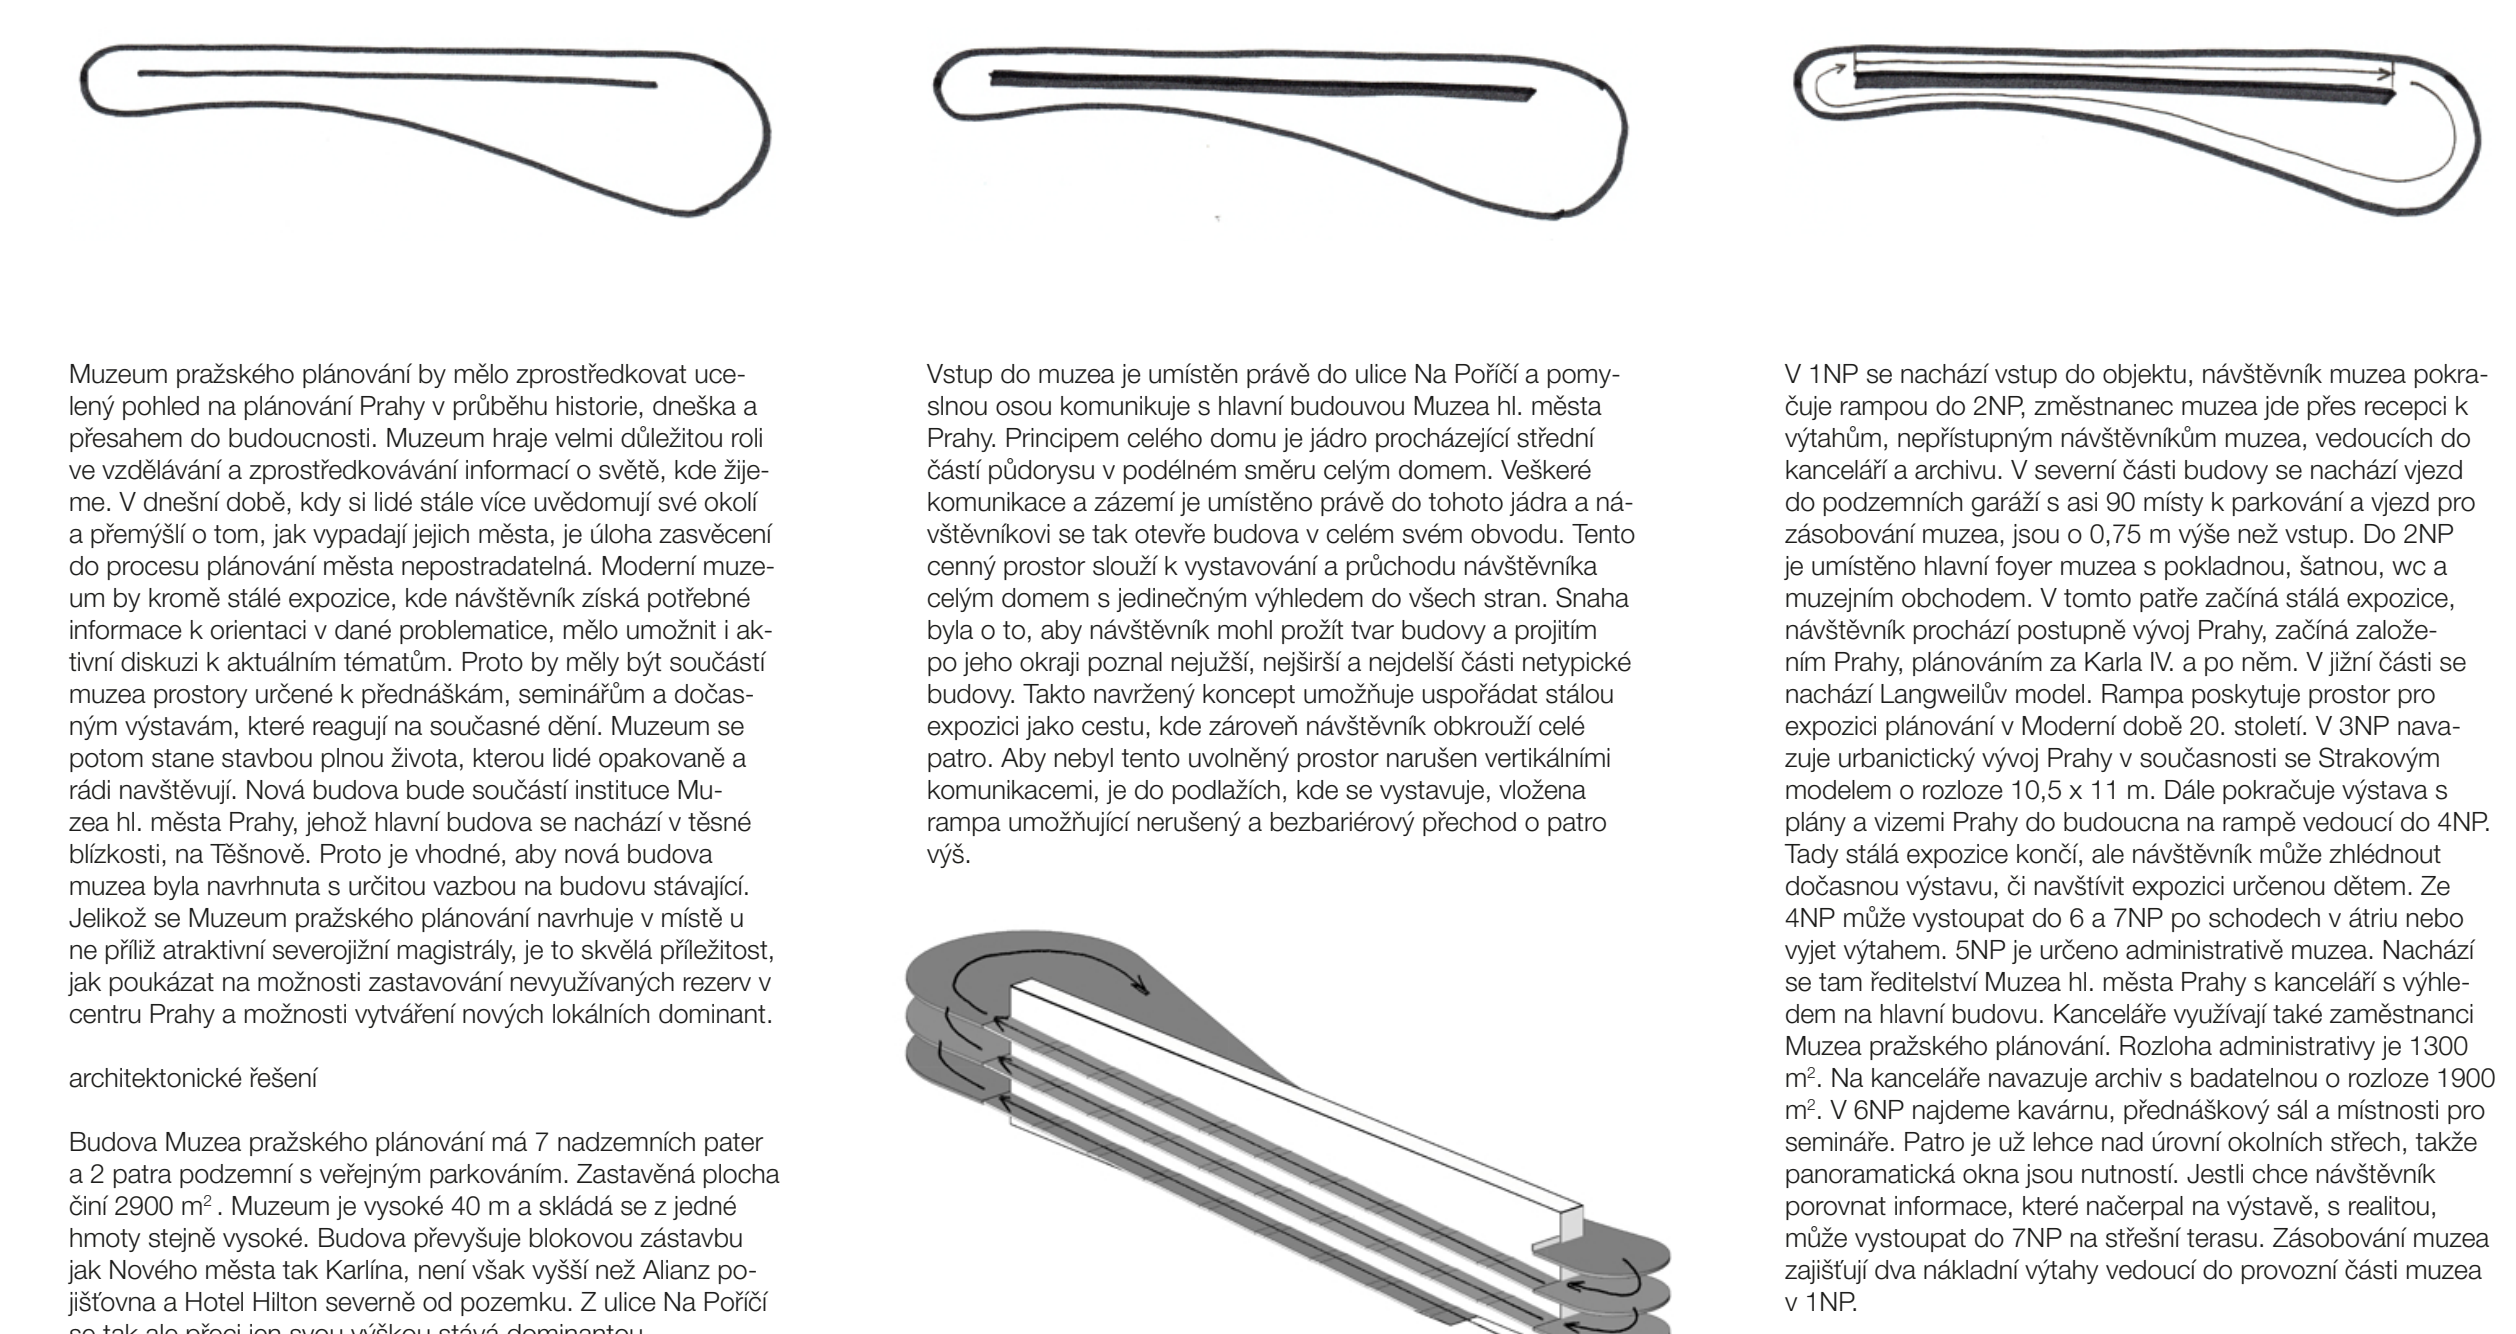 Muzeum pražského plánování by mělo zprostředkovat uce-
lený pohled na plánování Prahy v průběhu historie, dneška a
přesahem do budoucnosti. Muzeum hraje velmi důležitou roli
ve vzdělávání a zprostředkovávání informací o světě, kde žije-
me. V dnešní době, kdy si lidé stále více uvědomují své okolí
a přemýšlí o tom, jak vypadají jejich města, je úloha zasvěcení
do procesu plánování města nepostradatelná. Moderní muze-
um by kromě stálé expozice, kde návštěvník získá potřebné
informace k orientaci v dané problematice, mělo umožnit i ak-
tivní diskuzi k aktuálním tématům. Proto by měly být součástí
muzea prostory určené k přednáškám, seminářům a dočas-
ným výstavám, které reagují na současné dění. Muzeum se
potom stane stavbou plnou života, kterou lidé opakovaně a
rádi navštěvují. Nová budova bude součástí instituce Mu-
zea hl. města Prahy, jehož hlavní budova se nachází v těsné
blízkosti, na Těšnově. Proto je vhodné, aby nová budova
muzea byla navrhnuta s určitou vazbou na budovu stávající.
Jelikož se Muzeum pražského plánování navrhuje v místě u
ne příliž atraktivní severojižní magistrály, je to skvělá příležitost,
jak poukázat na možnosti zastavování nevyužívaných rezerv v
centru Prahy a možnosti vytváření nových lokálních dominant.
architektonické řešení
Budova Muzea pražského plánování má 7 nadzemních pater
a 2 patra podzemní s veřejným parkováním. Zastavěná plocha
činí 2900 m². Muzeum je vysoké 40 m a skládá se z jedné
hmoty stejně vysoké. Budova převyšuje blokovou zástavbu
jak Nového města tak Karlína, není však vyšší než Alianz po-
jišťovna a Hotel Hilton severně od pozemku. Z ulice Na Poříčí
se tak ale přeci jen svou výškou stává dominantou.
Vstup do muzea je umístěn právě do ulice Na Poříčí a pomy-
slnou osou komunikuje s hlavní budouvou Muzea hl. města
Prahy. Principem celého domu je jádro procházející střední
částí půdorysu v podélném směru celým domem. Veškeré
komunikace a zázemí je umístěno právě do tohoto jádra a ná-
vštěvníkovi se tak otevře budova v celém svém obvodu. Tento
cenný prostor slouží k vystavování a průchodu návštěvníka
celým domem s jedinečným výhledem do všech stran. Snaha
byla o to, aby návštěvník mohl prožít tvar budovy a projitím
po jeho okraji poznal nejužší, nejširší a nejdelší části netypické
budovy. Takto navržený koncept umožňuje uspořádat stálou
expozici jako cestu, kde zároveň návštěvník obkrouží celé
patro. Aby nebyl tento uvolněný prostor narušen vertikálními
komunikacemi, je do podlažích, kde se vystavuje, vložena
rampa umožňující nerušený a bezbariérový přechod o patro
výš.
V 1NP se nachází vstup do objektu, návštěvník muzea pokra-
čuje rampou do 2NP, změstnanec muzea jde přes recepci k
výtahům, nepřístupným návštěvníkům muzea, vedoucích do
kanceláří a archivu. V severní části budovy se nachází vjezd
do podzemních garáží s asi 90 místy k parkování a vjezd pro
zásobování muzea, jsou o 0,75 m výše než vstup. Do 2NP
je umístěno hlavní foyer muzea s pokladnou, šatnou, wc a
muzejním obchodem. V tomto patře začíná stálá expozice,
návštěvník prochází postupně vývoj Prahy, začíná založe-
ním Prahy, plánováním za Karla IV. a po něm. V jižní části se
nachází Langweilův model. Rampa poskytuje prostor pro
expozici plánování v Moderní době 20. století. V 3NP nava-
zuje urbanictický vývoj Prahy v současnosti se Strakovým
modelem o rozloze 10,5 x 11 m. Dále pokračuje výstava s
plány a vizemi Prahy do budoucna na rampě vedoucí do 4NP.
Tady stálá expozice končí, ale návštěvník může zhlédnout
dočasnou výstavu, či navštívit expozici určenou dětem. Ze
4NP může vystoupat do 6 a 7NP po schodech v átriu nebo
vyjet výtahem. 5NP je určeno administrativě muzea. Nachází
se tam ředitelství Muzea hl. města Prahy s kanceláří s výhle-
dem na hlavní budovu. Kanceláře využívají také zaměstnanci
Muzea pražského plánování. Rozloha administrativy je 1300
m². Na kanceláře navazuje archiv s badatelnou o rozloze 1900
m². V 6NP najdeme kavárnu, přednáškový sál a místnosti pro
semináře. Patro je už lehce nad úrovní okolních střech, takže
panoramatická okna jsou nutností. Jestli chce návštěvník
porovnat informace, které načerpal na výstavě, s realitou,
může vystoupat do 7NP na střešní terasu. Zásobování muzea
zajišťují dva nákladní výtahy vedoucí do provozní části muzea
v 1NP.